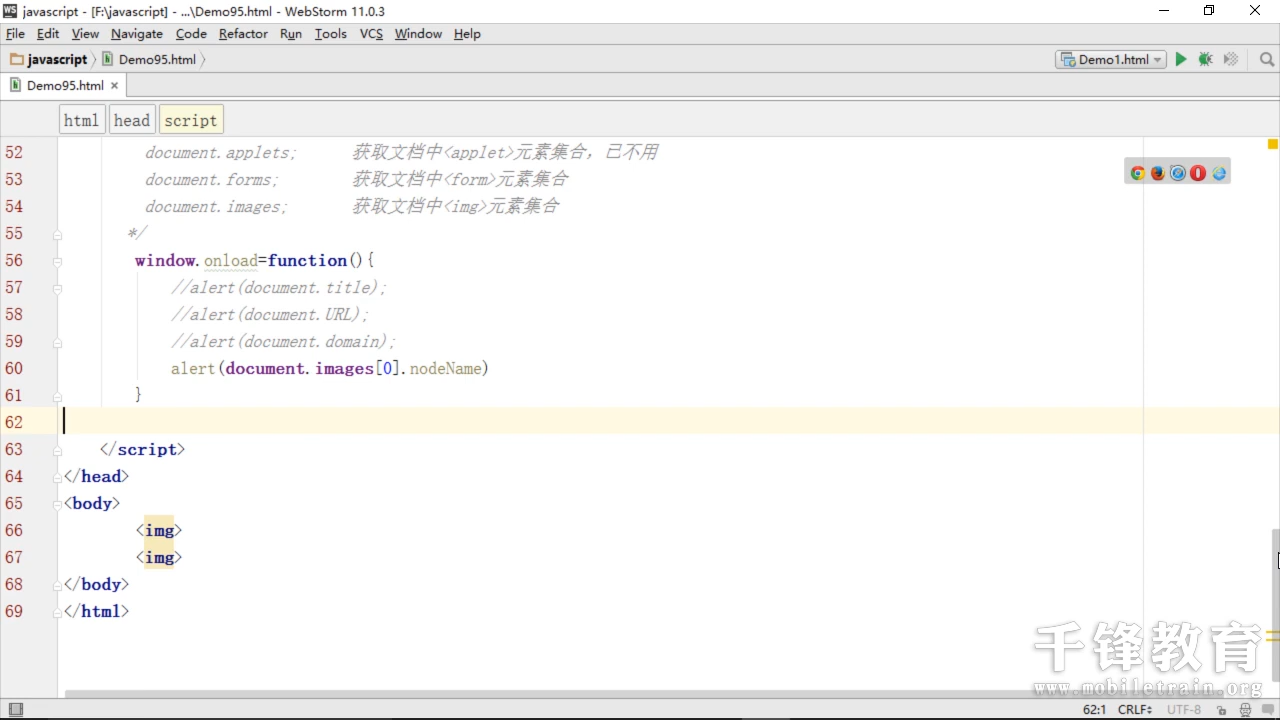 javascript - [F:\javascript] - ...\Demo95.html - WebStorm 11.0.3
File Edit View Navigate Code Refactor Run Tools VCS Window Help
javascript Demo95.html Demo1.html
Demo95.html
html head script
52 document.applets; 获取文档中<applet>元素集合，已不用
53 document.forms; 获取文档中<form>元素集合
54 document.images; 获取文档中<img>元素集合
55 */
56 window.onload=function(){
57 //alert(document.title);
58 //alert(document.URL);
59 //alert(document.domain);
60 alert(document.images[0].nodeName)
61 }
62
63 </script>
64 </head>
65 <body>
66 <img>
67 <img>
68 </body>
69 </html>
千锋教育
www.mobiletrain.org
62:1 CRLF UTF-8